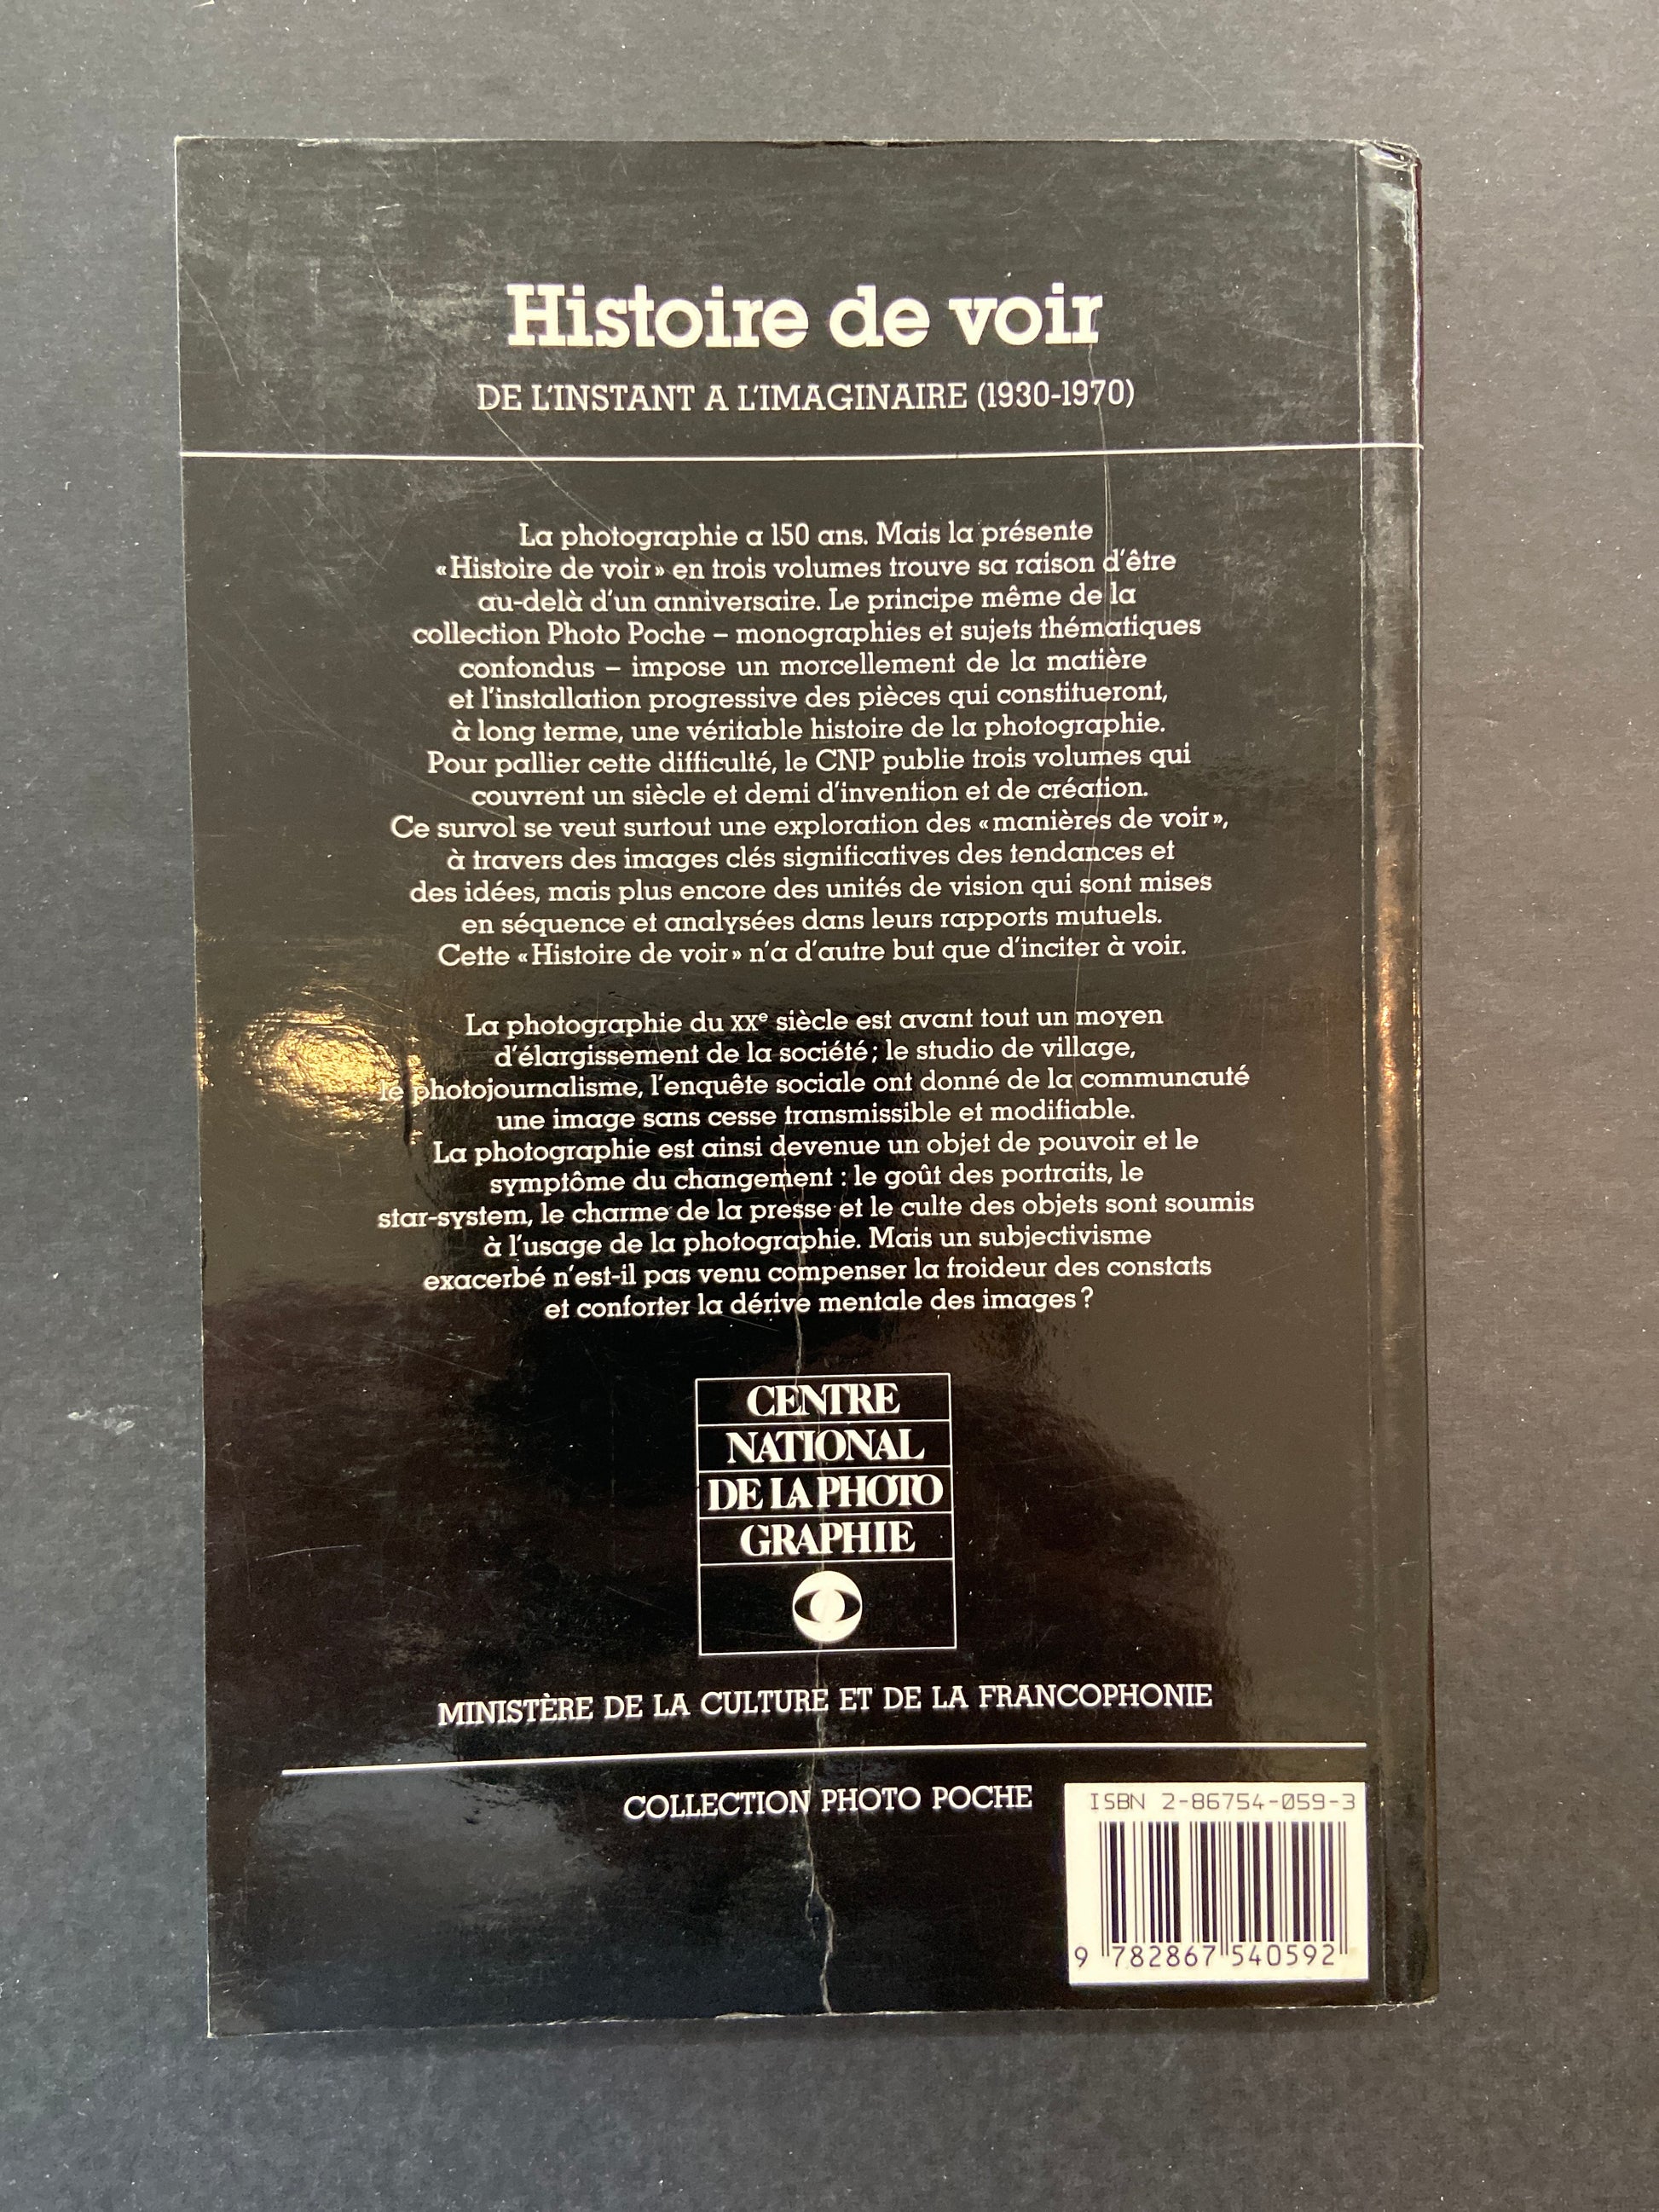 Histoire de voir
DE L'INSTANT A L'IMAGINAIRE (1930-1970)
La photographie a 150 ans. Mais la présente
«Histoire de voir» en trois volumes trouve sa raison d'être
au-delà d'un anniversaire. Le principe même de la
collection Photo Poche – monographies et sujets thématiques
confondus – impose un morcellement de la matière
et l'installation progressive des pièces qui constitueront,
à long terme, une véritable histoire de la photographie.
Pour pallier cette difficulté, le CNP publie trois volumes qui
couvrent un siècle et demi d'invention et de création.
Ce survol se veut surtout une exploration des «manières de voir»,
à travers des images clés significatives des tendances et
des idées, mais plus encore des unités de vision qui sont mises
en séquence et analysées dans leurs rapports mutuels.
Cette «Histoire de voir» n'a d'autre but que d'inciter à voir.
La photographie du XXe siècle est avant tout un moyen
d'élargissement de la société; le studio de village,
le photojournalisme, l'enquête sociale ont donné de la communauté
une image sans cesse transmissible et modifiable.
La photographie est ainsi devenue un objet de pouvoir et le
symptôme du changement : le goût des portraits, le
star-system, le charme de la presse et le culte des objets sont soumis
à l'usage de la photographie. Mais un subjectivisme
exacerbé n'est-il pas venu compenser la froideur des constats
et conforter la dérive mentale des images ?
CENTRE
NATIONAL
DE LA PHOTO
GRAPHIE
MINISTÈRE DE LA CULTURE ET DE LA FRANCOPHONIE
COLLECTION PHOTO POCHE
ISBN 2-86754-059-3
9 782867 540592